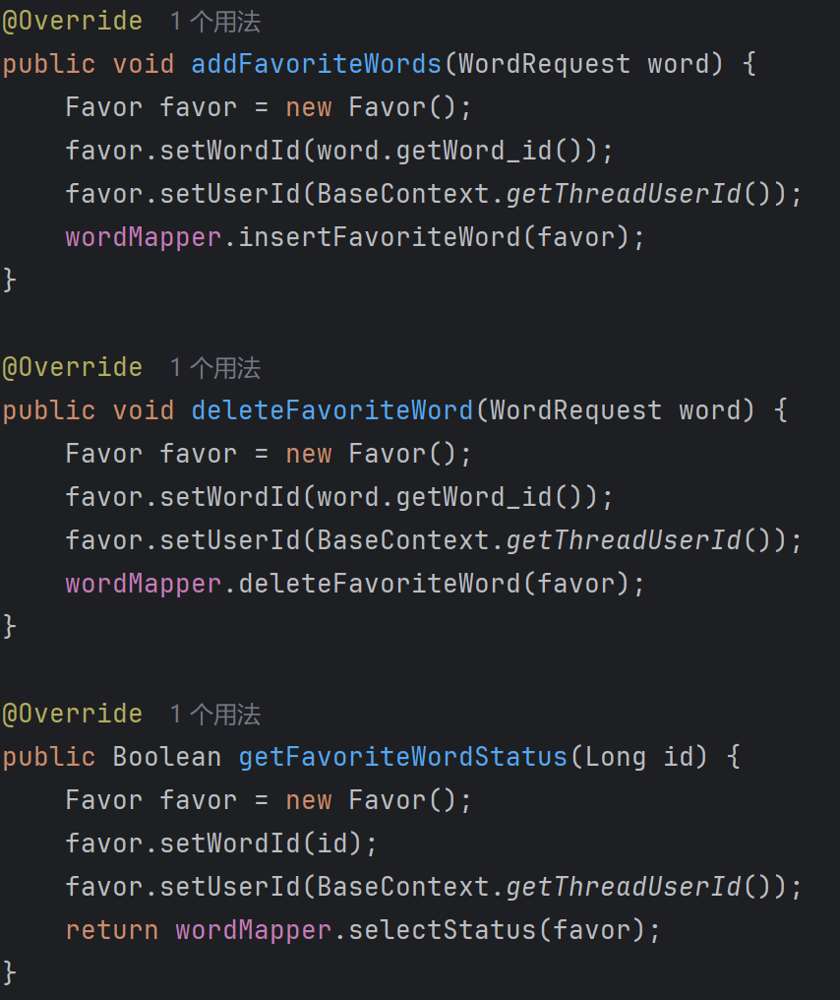 @Override 1 个用法
public void addFavoriteWords(WordRequest word) {
    Favor favor = new Favor();
    favor.setWordId(word.getWord_id());
    favor.setUserId(BaseContext.getThreadUserId());
    wordMapper.insertFavoriteWord(favor);
}

@Override 1 个用法
public void deleteFavoriteWord(WordRequest word) {
    Favor favor = new Favor();
    favor.setWordId(word.getWord_id());
    favor.setUserId(BaseContext.getThreadUserId());
    wordMapper.deleteFavoriteWord(favor);
}

@Override 1 个用法
public Boolean getFavoriteWordStatus(Long id) {
    Favor favor = new Favor();
    favor.setWordId(id);
    favor.setUserId(BaseContext.getThreadUserId());
    return wordMapper.selectStatus(favor);
}